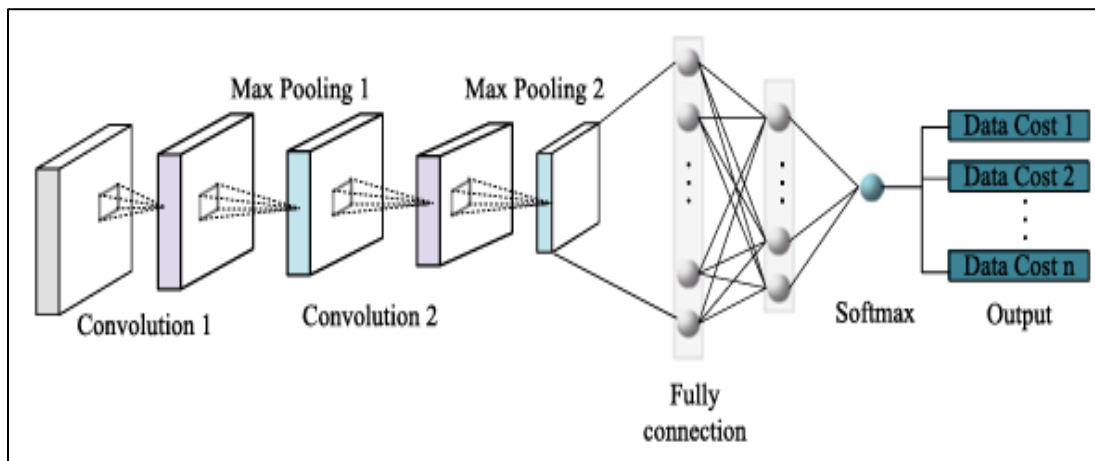 Max Pooling 1
Max Pooling 2
Convolution 1
Convolution 2
Fully
connection
Softmax
Data Cost 1
Data Cost 2
Data Cost n
Output